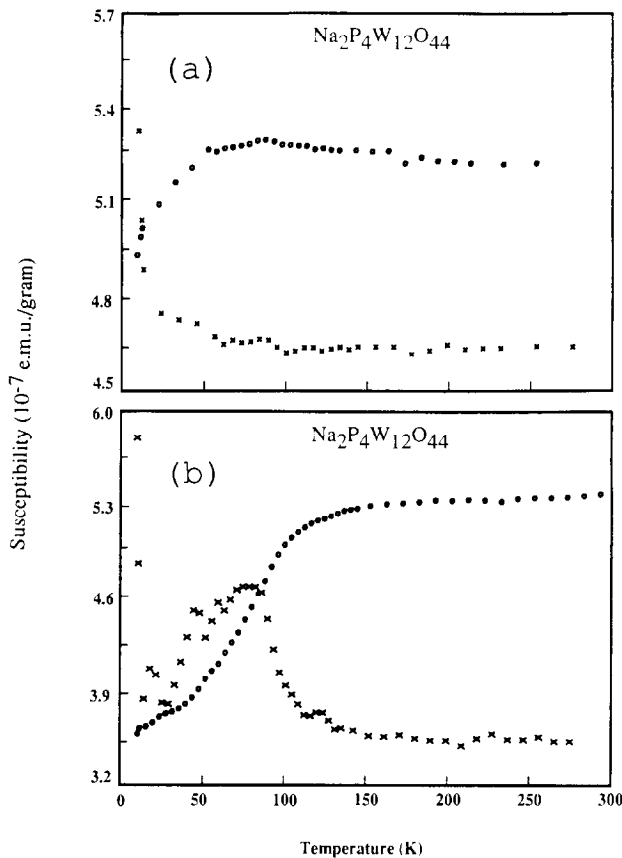 5.7
Na2P4W12O44
(a)
5.4
5.1
4.8
4.5
Susceptibility (10-7 e.m.u./gram)
6.0
Na2P4W12O44
(b)
5.3
4.6
3.9
3.2
0 50 100 150 200 250 300
Temperature (K)